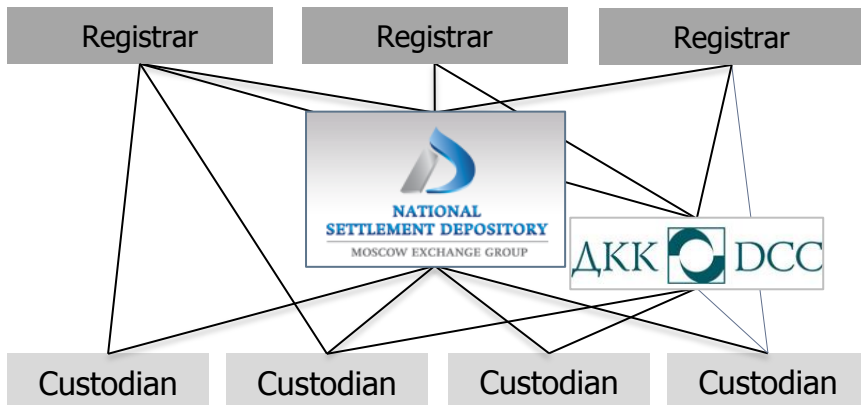 Registrar
Registrar
Registrar
NATIONAL
SETTLEMENT DEPOSITORY
MOSCOW EXCHANGE GROUP
ДКК DCC
Custodian
Custodian
Custodian
Custodian